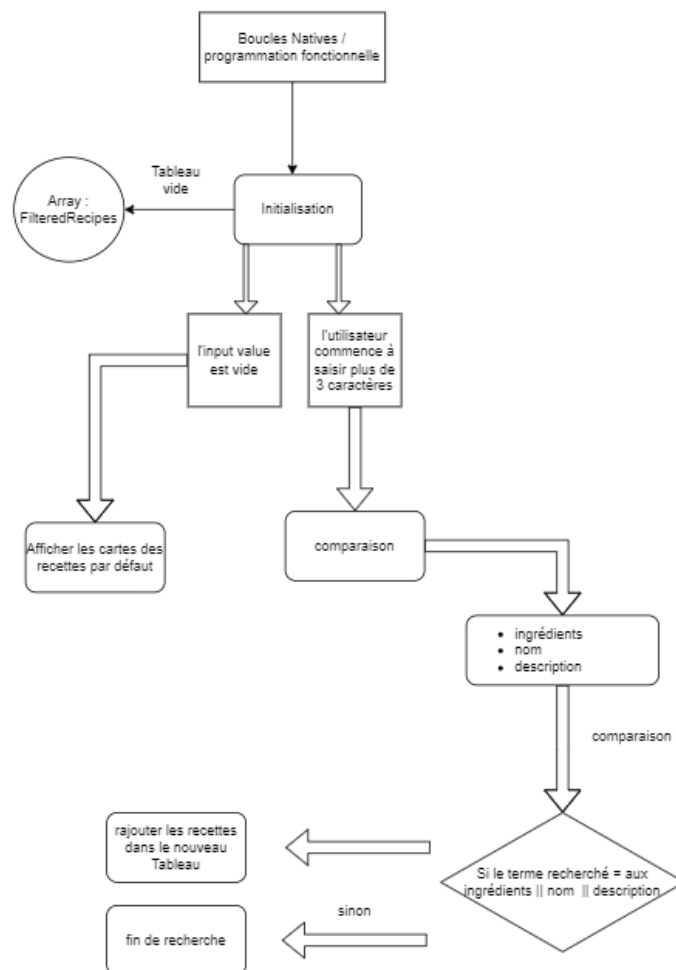 Boucles Natives /
programmation fonctionnelle
Tableau
vide
Array :
FilteredRecipes
Initialisation
l'input value
est vide
l'utilisateur
commence à
saisir plus de
3 caractères
Afficher les cartes des
recettes par défaut
comparaison
• ingrédients
• nom
• description
comparaison
rajouter les recettes
dans le nouveau
Tableau
Si le terme recherché = aux
ingrédients || nom || description
sinon
fin de recherche